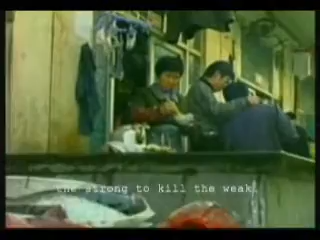 the strong to kill the weak.